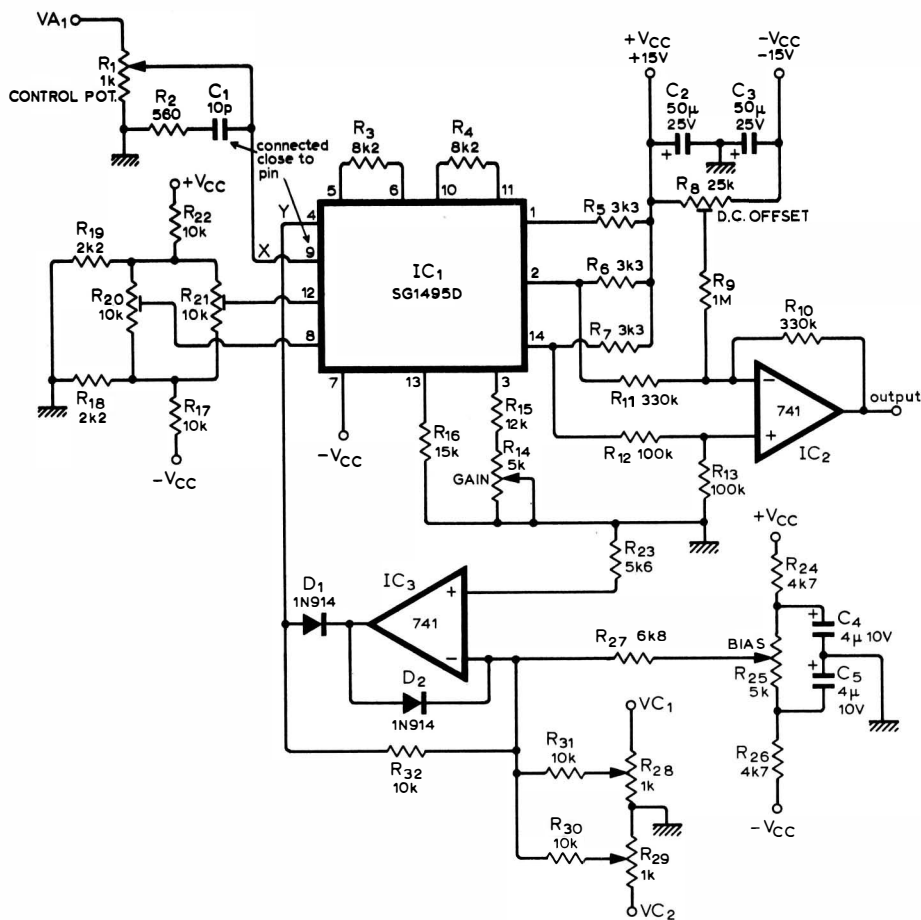 VA1
R1
1k
CONTROL POT.
R2
560
C1
10p
connected
close to
pin
R3
8k2
R4
8k2
+VCC
+15V
-VCC
-15V
C2
50μ
25V
+
C3
50μ
25V
+
R8 25k
D.C. OFFSET
5
6
10
11
Y
4
X
9
12
8
7
13
3
1
2
14
IC1
SG1495D
+VCC
R22
10k
R19
2k2
R20
10k
R21
10k
R18
2k2
R17
10k
-VCC
-VCC
R5 3k3
R6 3k3
R7 3k3
R9
1M
R10
330k
R11 330k
R12 100k
R13
100k
-
741
+
IC2
output
R16
15k
R15
12k
R14
5k
GAIN
R23
5k6
D1
1N914
IC3
741
+
-
D2
1N914
R32
10k
R27 6k8
BIAS
R25
5k
+VCC
R24
4k7
+
C4
4μ 10V
+
C5
4μ
10V
R26
4k7
-VCC
VC1
R31
10k
R28
1k
R30
10k
R29
1k
VC2